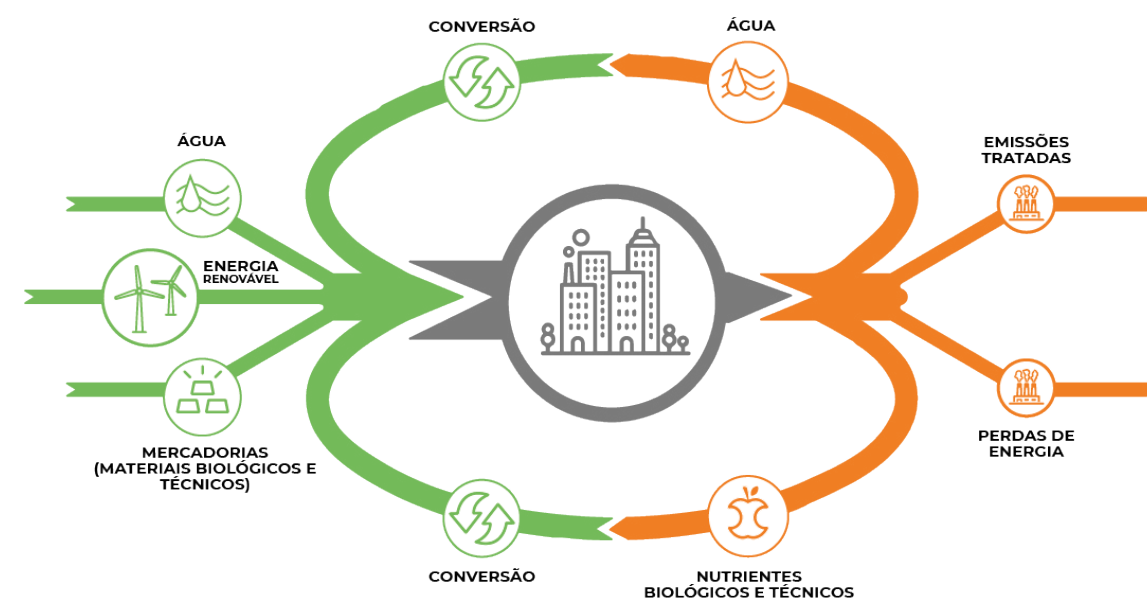 CONVERSÃO
ÁGUA
ÁGUA
EMISSÕES
TRATADAS
ENERGIA
RENOVÁVEL
MERCADORIAS
(MATERIAIS BIOLÓGICOS E
TÉCNICOS)
PERDAS DE
ENERGIA
CONVERSÃO
NUTRIENTES
BIOLÓGICOS E TÉCNICOS